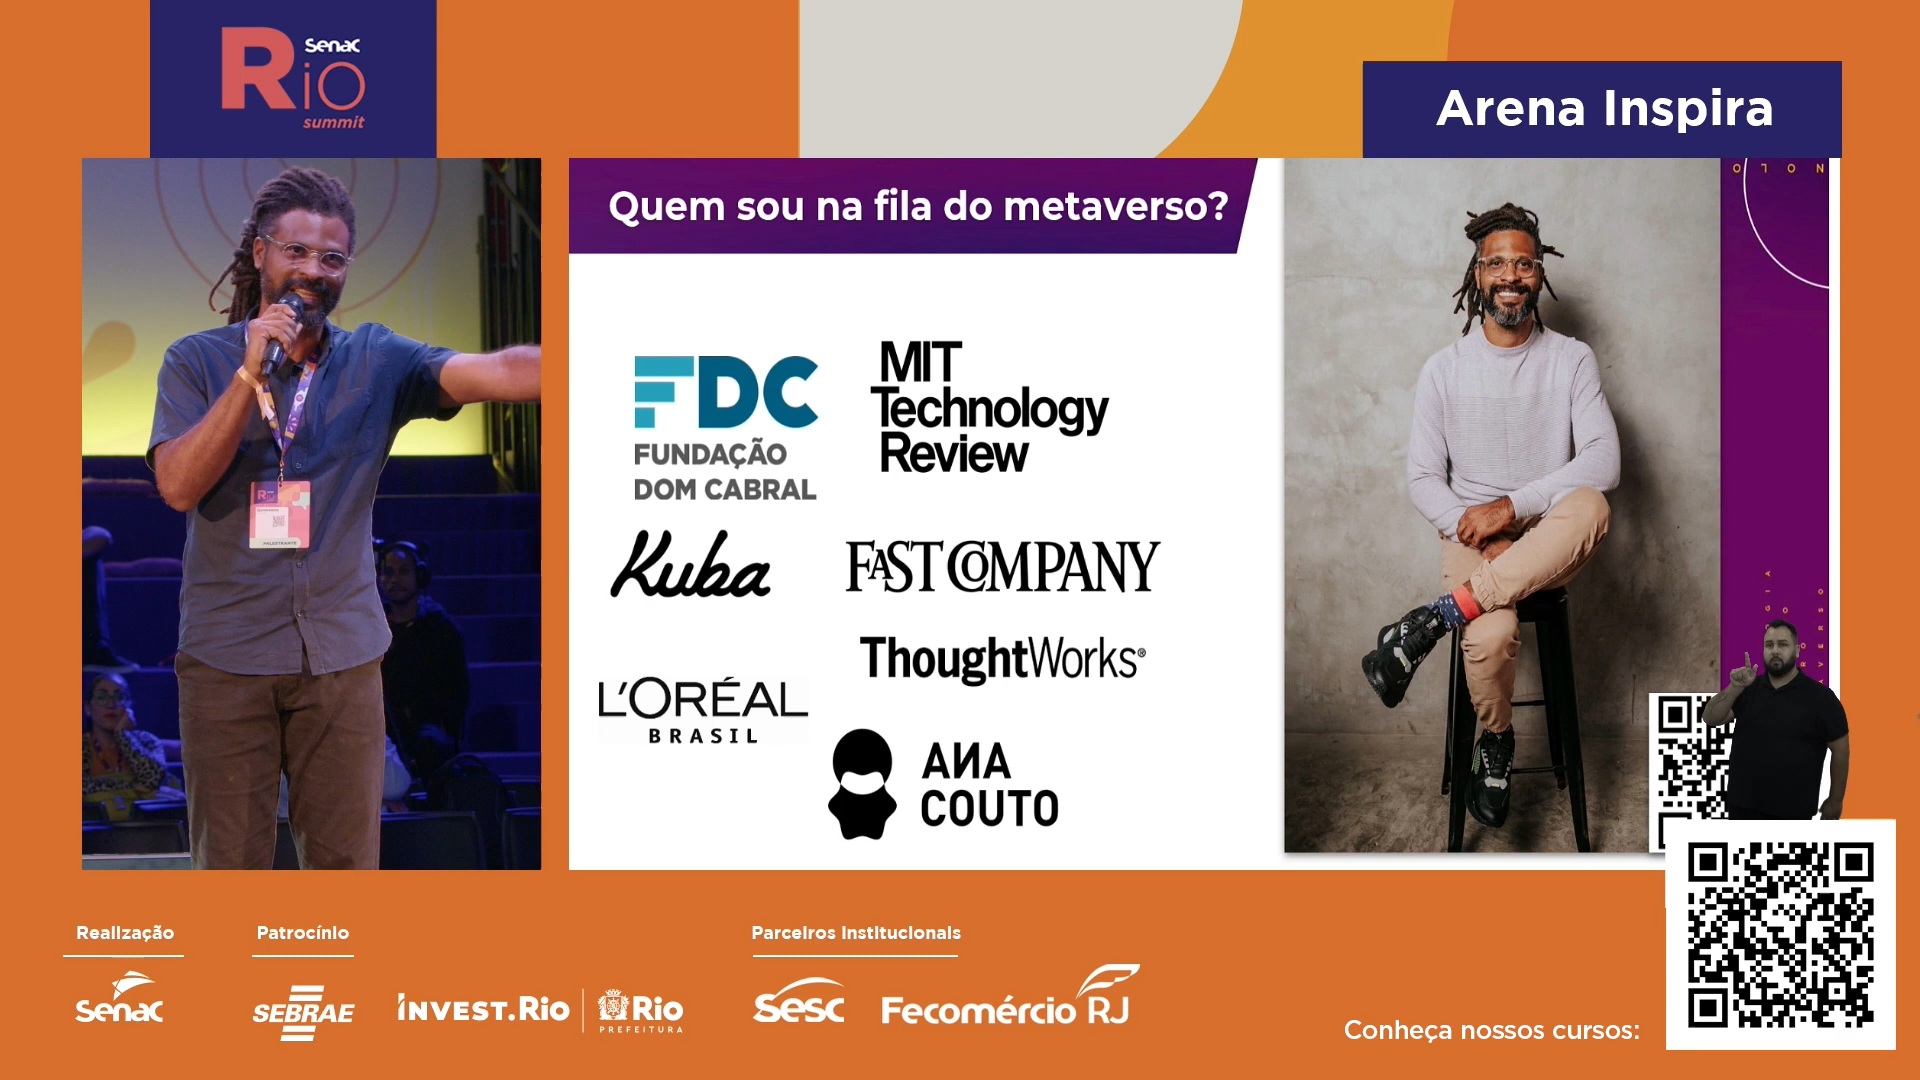 Senac
Rio
summit
Arena Inspira
Quem sou na fila do metaverso?
FDC
FUNDAÇÃO
DOM CABRAL
MIT
Technology
Review
Kuba
FAST COMPANY
ThoughtWorks®
L'ORÉAL
BRASIL
ANA
COUTO
PALESTRANTE
Realização
Senac
Patrocínio
SEBRAE
INVEST.Rio
Rio
PREFEITURA
Parceiros Institucionais
Sesc
Fecomércio RJ
Conheça nossos cursos: